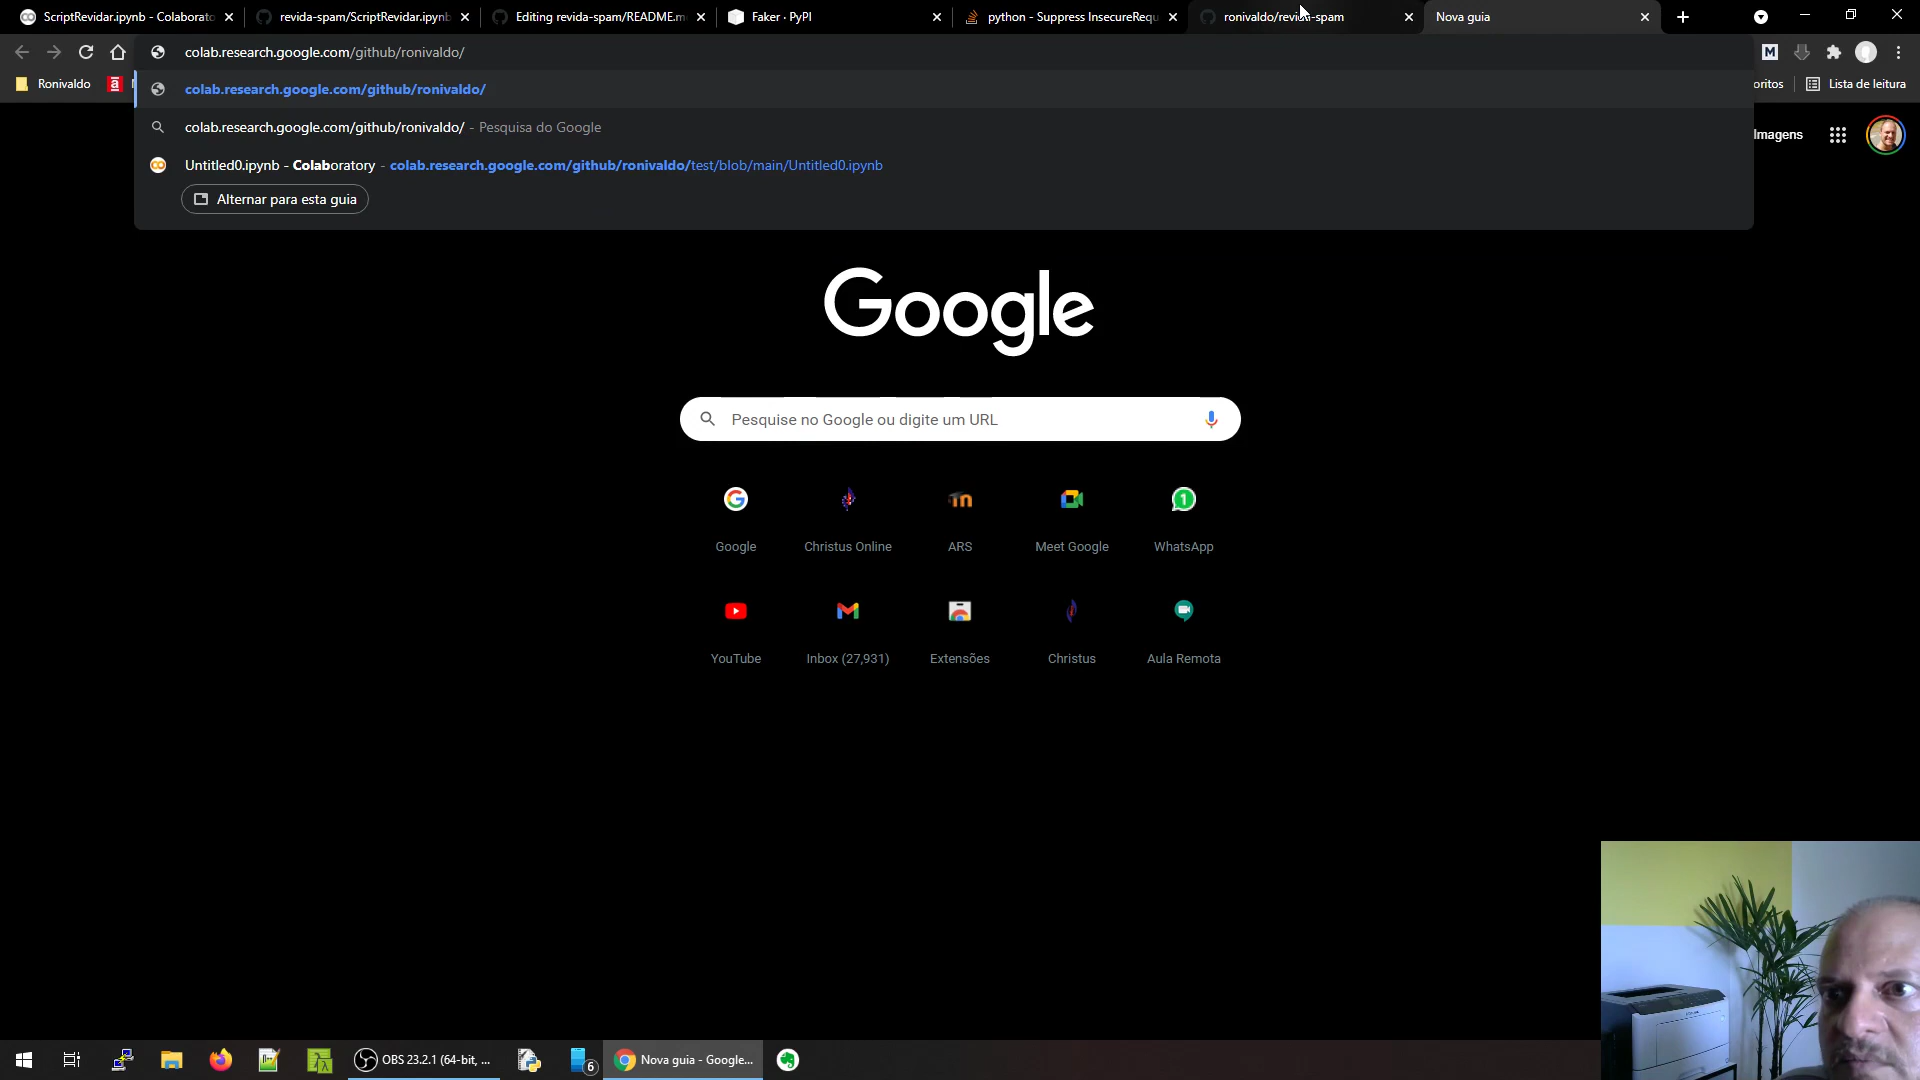 ScriptRevidar.ipynb - Colaborato
revida-spam/ScriptRevidar.ipynb
Editing revida-spam/README.m
Faker · PyPI
python - Suppress InsecureRequ
ronivaldo/revida-spam
Nova guia
colab.research.google.com/github/ronivaldo/
Ronivaldo
oritos
Lista de leitura
colab.research.google.com/github/ronivaldo/
colab.research.google.com/github/ronivaldo/ - Pesquisa do Google
Imagens
Untitled0.ipynb - Colaboratory - colab.research.google.com/github/ronivaldo/test/blob/main/Untitled0.ipynb
Alternar para esta guia
Google
Pesquise no Google ou digite um URL
Google
Christus Online
ARS
Meet Google
WhatsApp
YouTube
Inbox (27,931)
Extensões
Christus
Aula Remota
OBS 23.2.1 (64-bit, ...
6
Nova guia - Google...